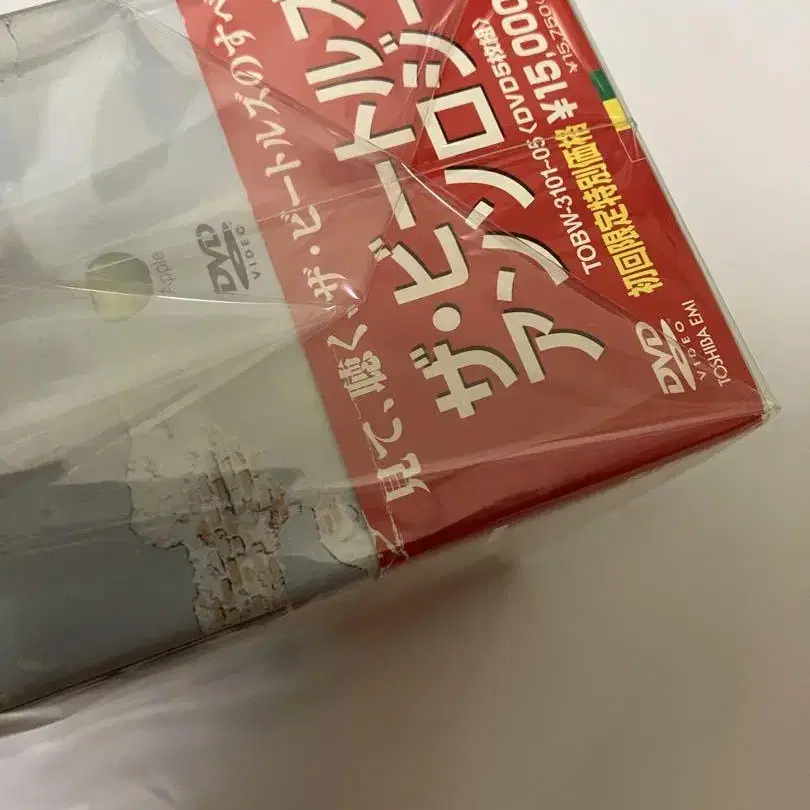 見て、聴く、ザ・ビートルズのすべ
ザ・ビートルズ
アンソロジー
TOBW-3101-05〈DVD5枚組〉
初回限定特別価格 ¥15,000
¥15,750
DVD
VIDEO
TOSHIBA EMI
Apple
DVD
VIDEO